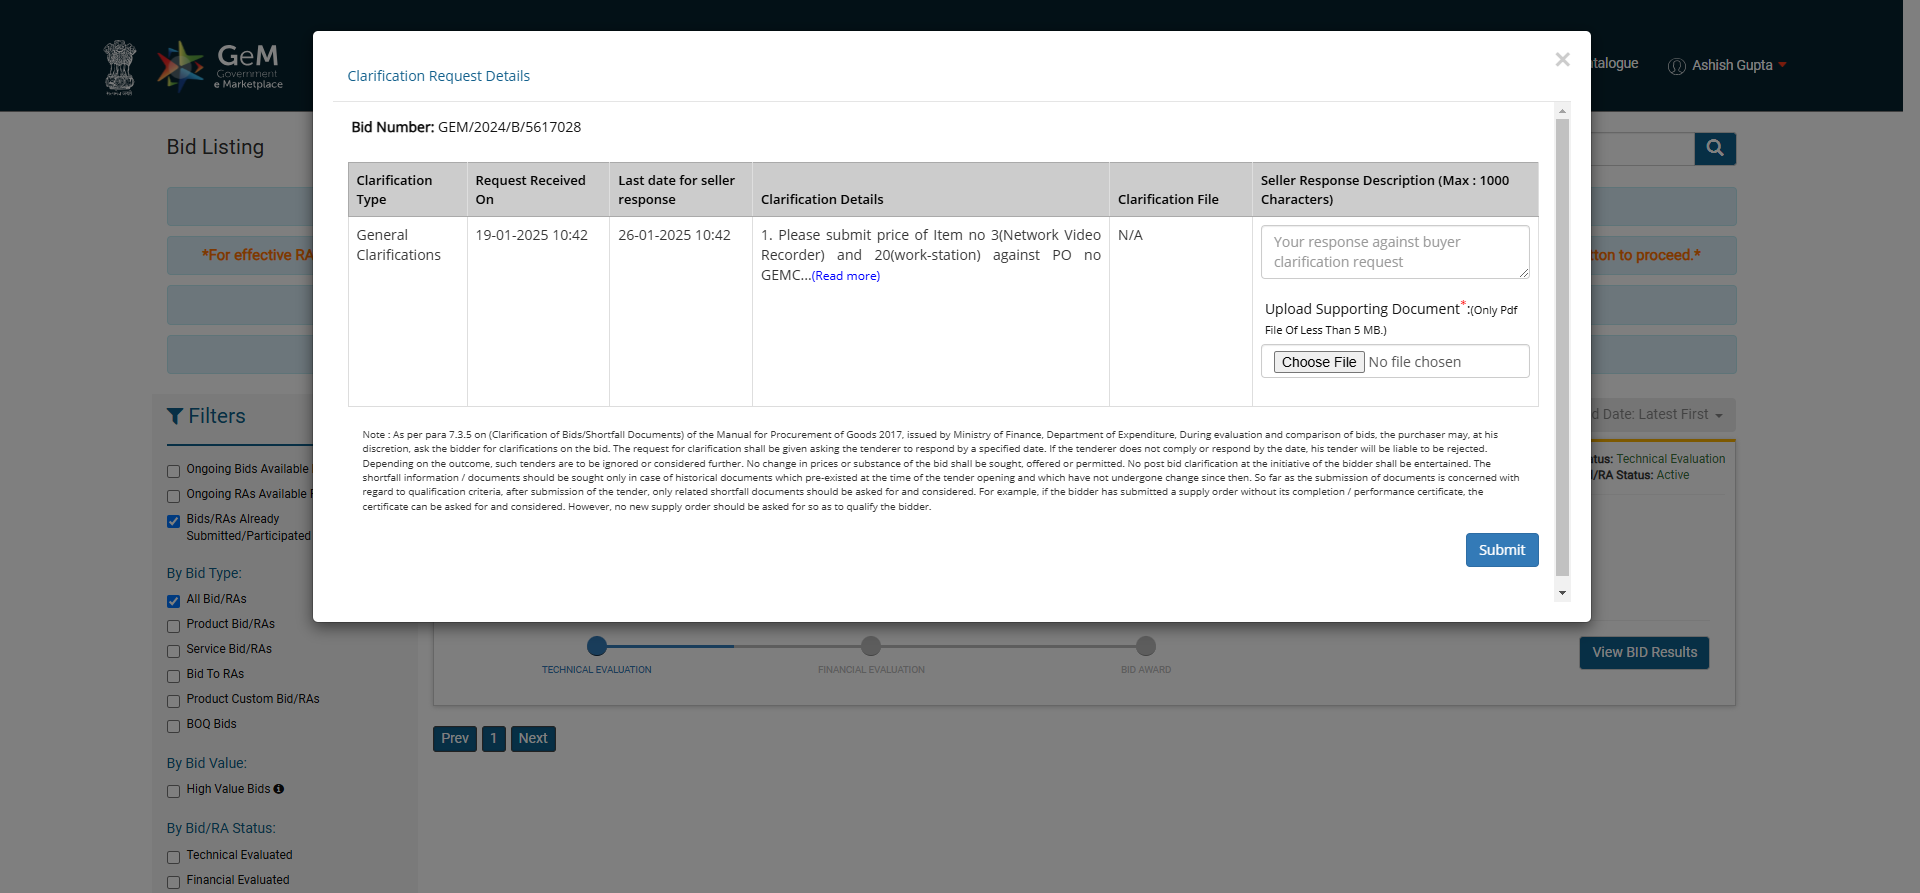 GeM
Government
e Marketplace
atalogue
Ashish Gupta
Clarification Request Details
×
Bid Number: GEM/2024/B/5617028
Clarification Type
Request Received On
Last date for seller response
Clarification Details
Clarification File
Seller Response Description (Max : 1000 Characters)
General Clarifications
19-01-2025 10:42
26-01-2025 10:42
1. Please submit price of Item no 3(Network Video
Recorder) and 20(work-station) against PO no
GEMC...(Read more)
N/A
Your response against buyer
clarification request
Upload Supporting Document*:(Only Pdf
File Of Less Than 5 MB.)
Choose File No file chosen
Note : As per para 7.3.5 on (Clarification of Bids/Shortfall Documents) of the Manual for Procurement of Goods 2017, issued by Ministry of Finance, Department of Expenditure, During evaluation and comparison of bids, the purchaser may, at his
discretion, ask the bidder for clarifications on the bid. The request for clarification shall be given asking the tenderer to respond by a specified date. If the tenderer does not comply or respond by the date, his tender will be liable to be rejected.
Depending on the outcome, such tenders are to be ignored or considered further. No change in prices or substance of the bid shall be sought, offered or permitted. No post bid clarification at the initiative of the bidder shall be entertained. The
shortfall information / documents should be sought only in case of historical documents which pre-existed at the time of the tender opening and which have not undergone change since then. So far as the submission of documents is concerned with
regard to qualification criteria, after submission of the tender, only related shortfall documents should be asked for and considered. For example, if the bidder has submitted a supply order without its completion / performance certificate, the
certificate can be asked for and considered. However, no new supply order should be asked for so as to qualify the bidder.
Submit
Bid Listing
*For effective RA
ton to proceed.*
Filters
Ongoing Bids Available
Ongoing RAs Available
Bids/RAs Already
Submitted/Participated
By Bid Type:
All Bid/RAs
Product Bid/RAs
Service Bid/RAs
Bid To RAs
Product Custom Bid/RAs
BOQ Bids
By Bid Value:
High Value Bids
By Bid/RA Status:
Technical Evaluated
Financial Evaluated
d Date: Latest First
tus: Technical Evaluation
/RA Status: Active
TECHNICAL EVALUATION
FINANCIAL EVALUATION
BID AWARD
View BID Results
Prev 1 Next